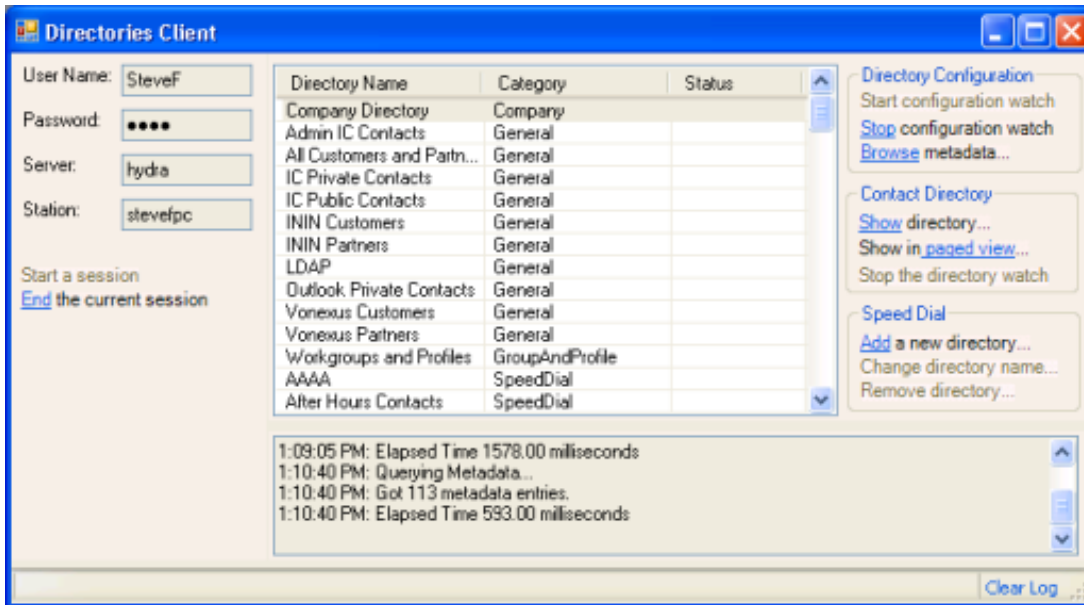 Directories Client
User Name: SteveF
Password: ••••
Server: hydra
Station: stevefpc
Start a session
End the current session
Directory Name Category Status
Company Directory Company
Admin IC Contacts General
All Customers and Partn... General
IC Private Contacts General
IC Public Contacts General
ININ Customers General
ININ Partners General
LDAP General
Outlook Private Contacts General
Vonexus Customers General
Vonexus Partners General
Workgroups and Profiles GroupAndProfile
AAAA SpeedDial
After Hours Contacts SpeedDial
Directory Configuration
Start configuration watch
Stop configuration watch
Browse metadata...
Contact Directory
Show directory...
Show in paged view...
Stop the directory watch
Speed Dial
Add a new directory...
Change directory name...
Remove directory...
1:09:05 PM: Elapsed Time 1578.00 milliseconds
1:10:40 PM: Querying Metadata...
1:10:40 PM: Got 113 metadata entries.
1:10:40 PM: Elapsed Time 593.00 milliseconds
Clear Log